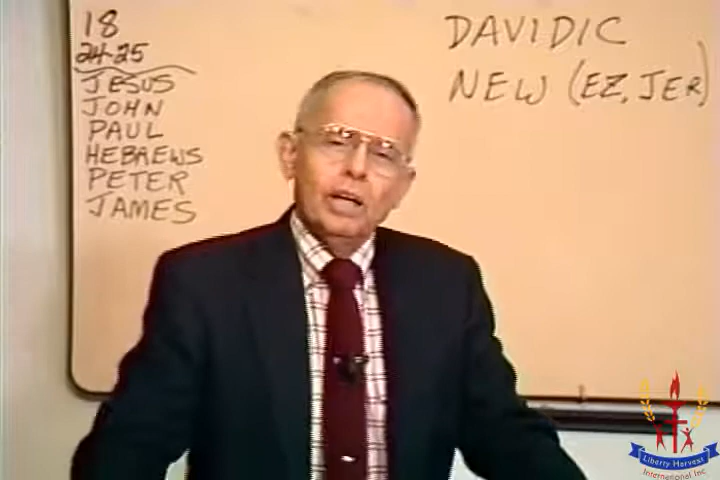 18
24-25
JESUS
JOHN
PAUL
HEBREWS
PETER
JAMES
DAVIDIC
NEW (EZ, JER)
Liberty Harvest
International Inc